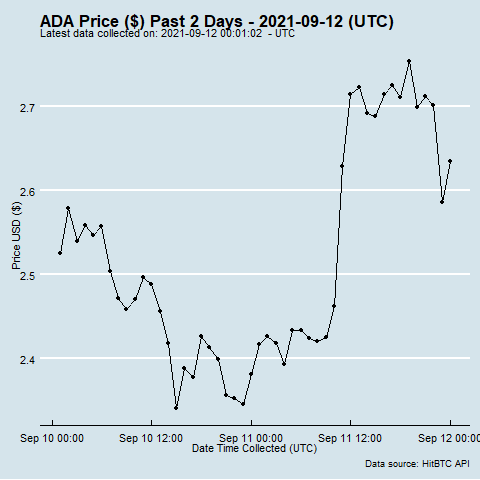 ADA Price ($) Past 2 Days - 2021-09-12 (UTC)
Latest data collected on: 2021-09-12 00:01:02 - UTC
Price USD ($)
2.7
2.6
2.5
2.4
Sep 10 00:00 Sep 10 12:00 Sep 11 00:00 Sep 11 12:00 Sep 12 00:00
Date Time Collected (UTC)
Data source: HitBTC API